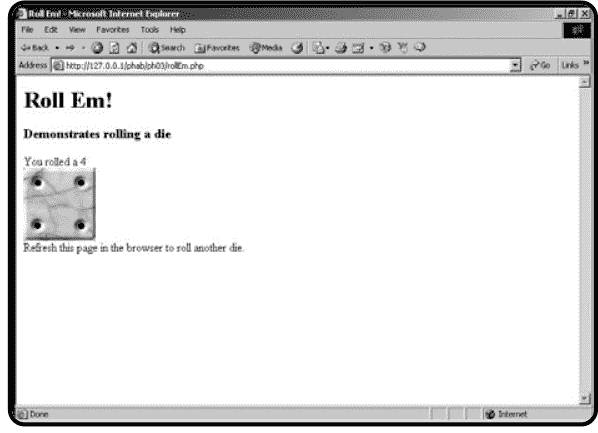 Roll Em! - Microsoft Internet Explorer
File Edit View Favorites Tools Help
Back Search Favorites Media
Address http://127.0.0.1/phab/ph03/rollEm.php Go Links »
Roll Em!
Demonstrates rolling a die
You rolled a 4
Refresh this page in the browser to roll another die.
Done Internet